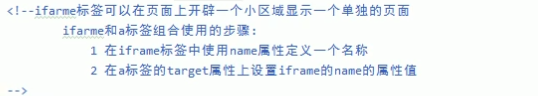 <!--ifarme标签可以在页面上开辟一个小区域显示一个单独的页面
ifarme和a标签组合使用的步骤:
1 在iframe标签中使用name属性定义一个名称
2 在a标签的target属性上设置iframe的name的属性值
-->